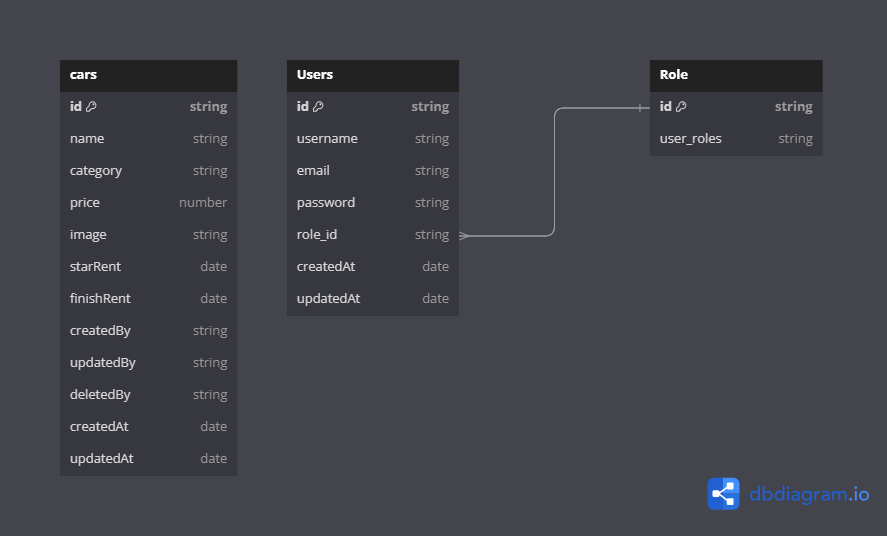 cars
id string
name string
category string
price number
image string
starRent date
finishRent date
createdBy string
updatedBy string
deletedBy string
createdAt date
updatedAt date
Users
id string
username string
email string
password string
role_id string
createdAt date
updatedAt date
Role
id string
user_roles string
dbdiagram.io